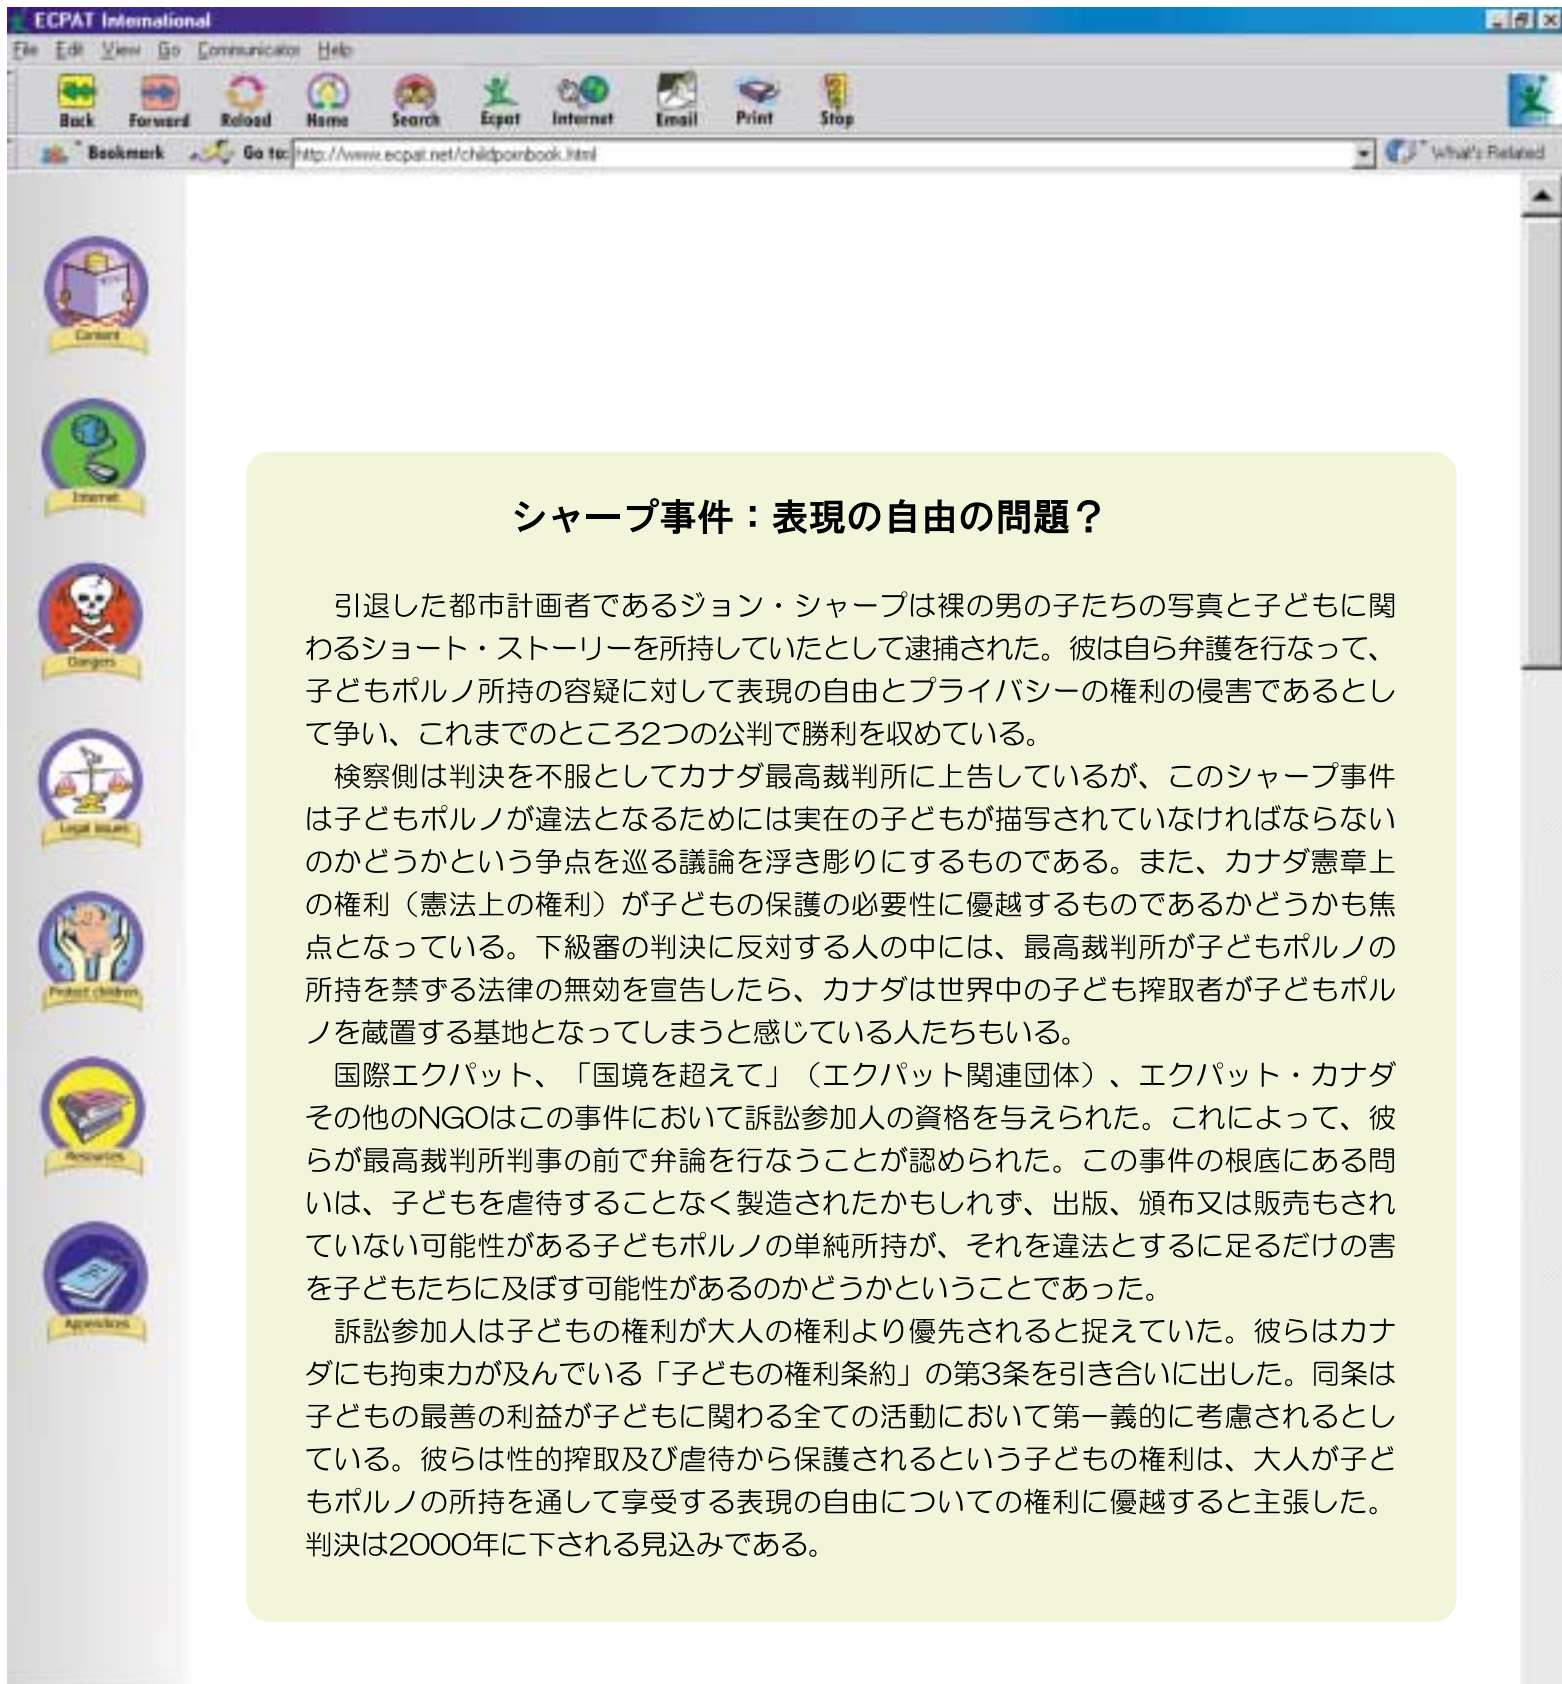 ECPAT International
File Edit View Go Communicator Help
Back Forward Reload Home Search Ecpat Internet Email Print Stop
Bookmark Go to: http://www.ecpat.net/childpornbook.html What's Related
Content
Internet
Dangers
Legal issues
Protect children
Resources
Appendices
シャープ事件：表現の自由の問題？
引退した都市計画者であるジョン・シャープは裸の男の子たちの写真と子どもに関
わるショート・ストーリーを所持していたとして逮捕された。彼は自ら弁護を行なって、
子どもポルノ所持の容疑に対して表現の自由とプライバシーの権利の侵害であるとし
て争い、これまでのところ2つの公判で勝利を収めている。
検察側は判決を不服としてカナダ最高裁判所に上告しているが、このシャープ事件
は子どもポルノが違法となるためには実在の子どもが描写されていなければならない
のかどうかという争点を巡る議論を浮き彫りにするものである。また、カナダ憲章上
の権利（憲法上の権利）が子どもの保護の必要性に優越するものであるかどうかも焦
点となっている。下級審の判決に反対する人の中には、最高裁判所が子どもポルノの
所持を禁ずる法律の無効を宣告したら、カナダは世界中の子ども搾取者が子どもポル
ノを蔵置する基地となってしまうと感じている人たちもいる。
国際エクパット、「国境を超えて」（エクパット関連団体）、エクパット・カナダ
その他のNGOはこの事件において訴訟参加人の資格を与えられた。これによって、彼
らが最高裁判所判事の前で弁論を行なうことが認められた。この事件の根底にある問
いは、子どもを虐待することなく製造されたかもしれず、出版、頒布又は販売もされ
ていない可能性がある子どもポルノの単純所持が、それを違法とするに足るだけの害
を子どもたちに及ぼす可能性があるのかどうかということであった。
訴訟参加人は子どもの権利が大人の権利より優先されると捉えていた。彼らはカナ
ダにも拘束力が及んでいる「子どもの権利条約」の第3条を引き合いに出した。同条は
子どもの最善の利益が子どもに関わる全ての活動において第一義的に考慮されるとし
ている。彼らは性的搾取及び虐待から保護されるという子どもの権利は、大人が子ど
もポルノの所持を通して享受する表現の自由についての権利に優越すると主張した。
判決は2000年に下される見込みである。